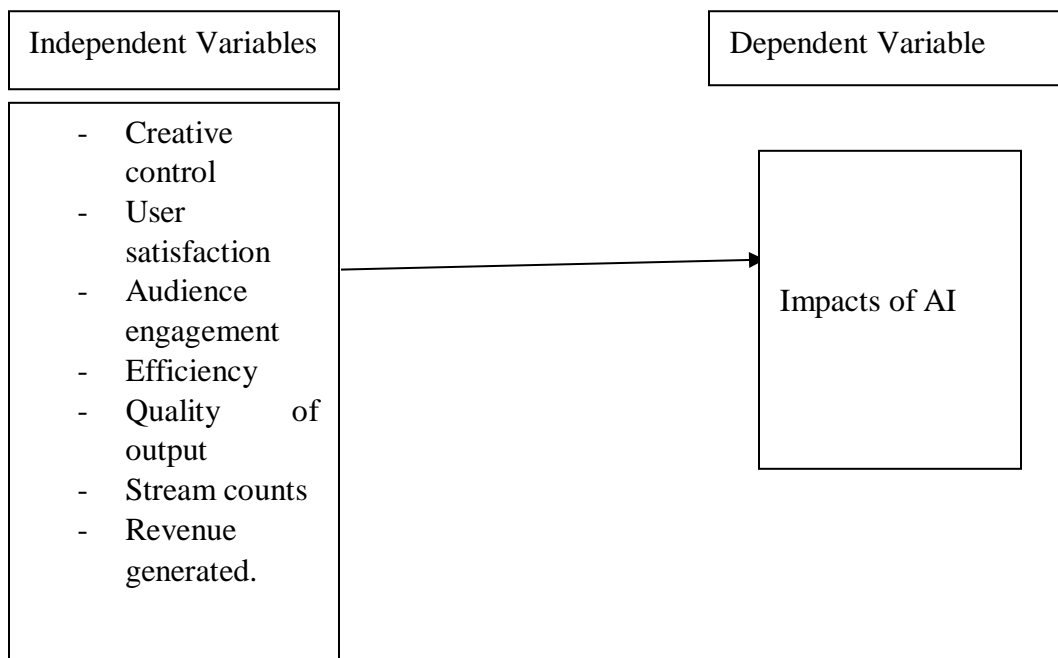 Independent Variables
Dependent Variable
- Creative
control
- User
satisfaction
- Audience
engagement
- Efficiency
- Quality of
output
- Stream counts
- Revenue
generated.
Impacts of AI